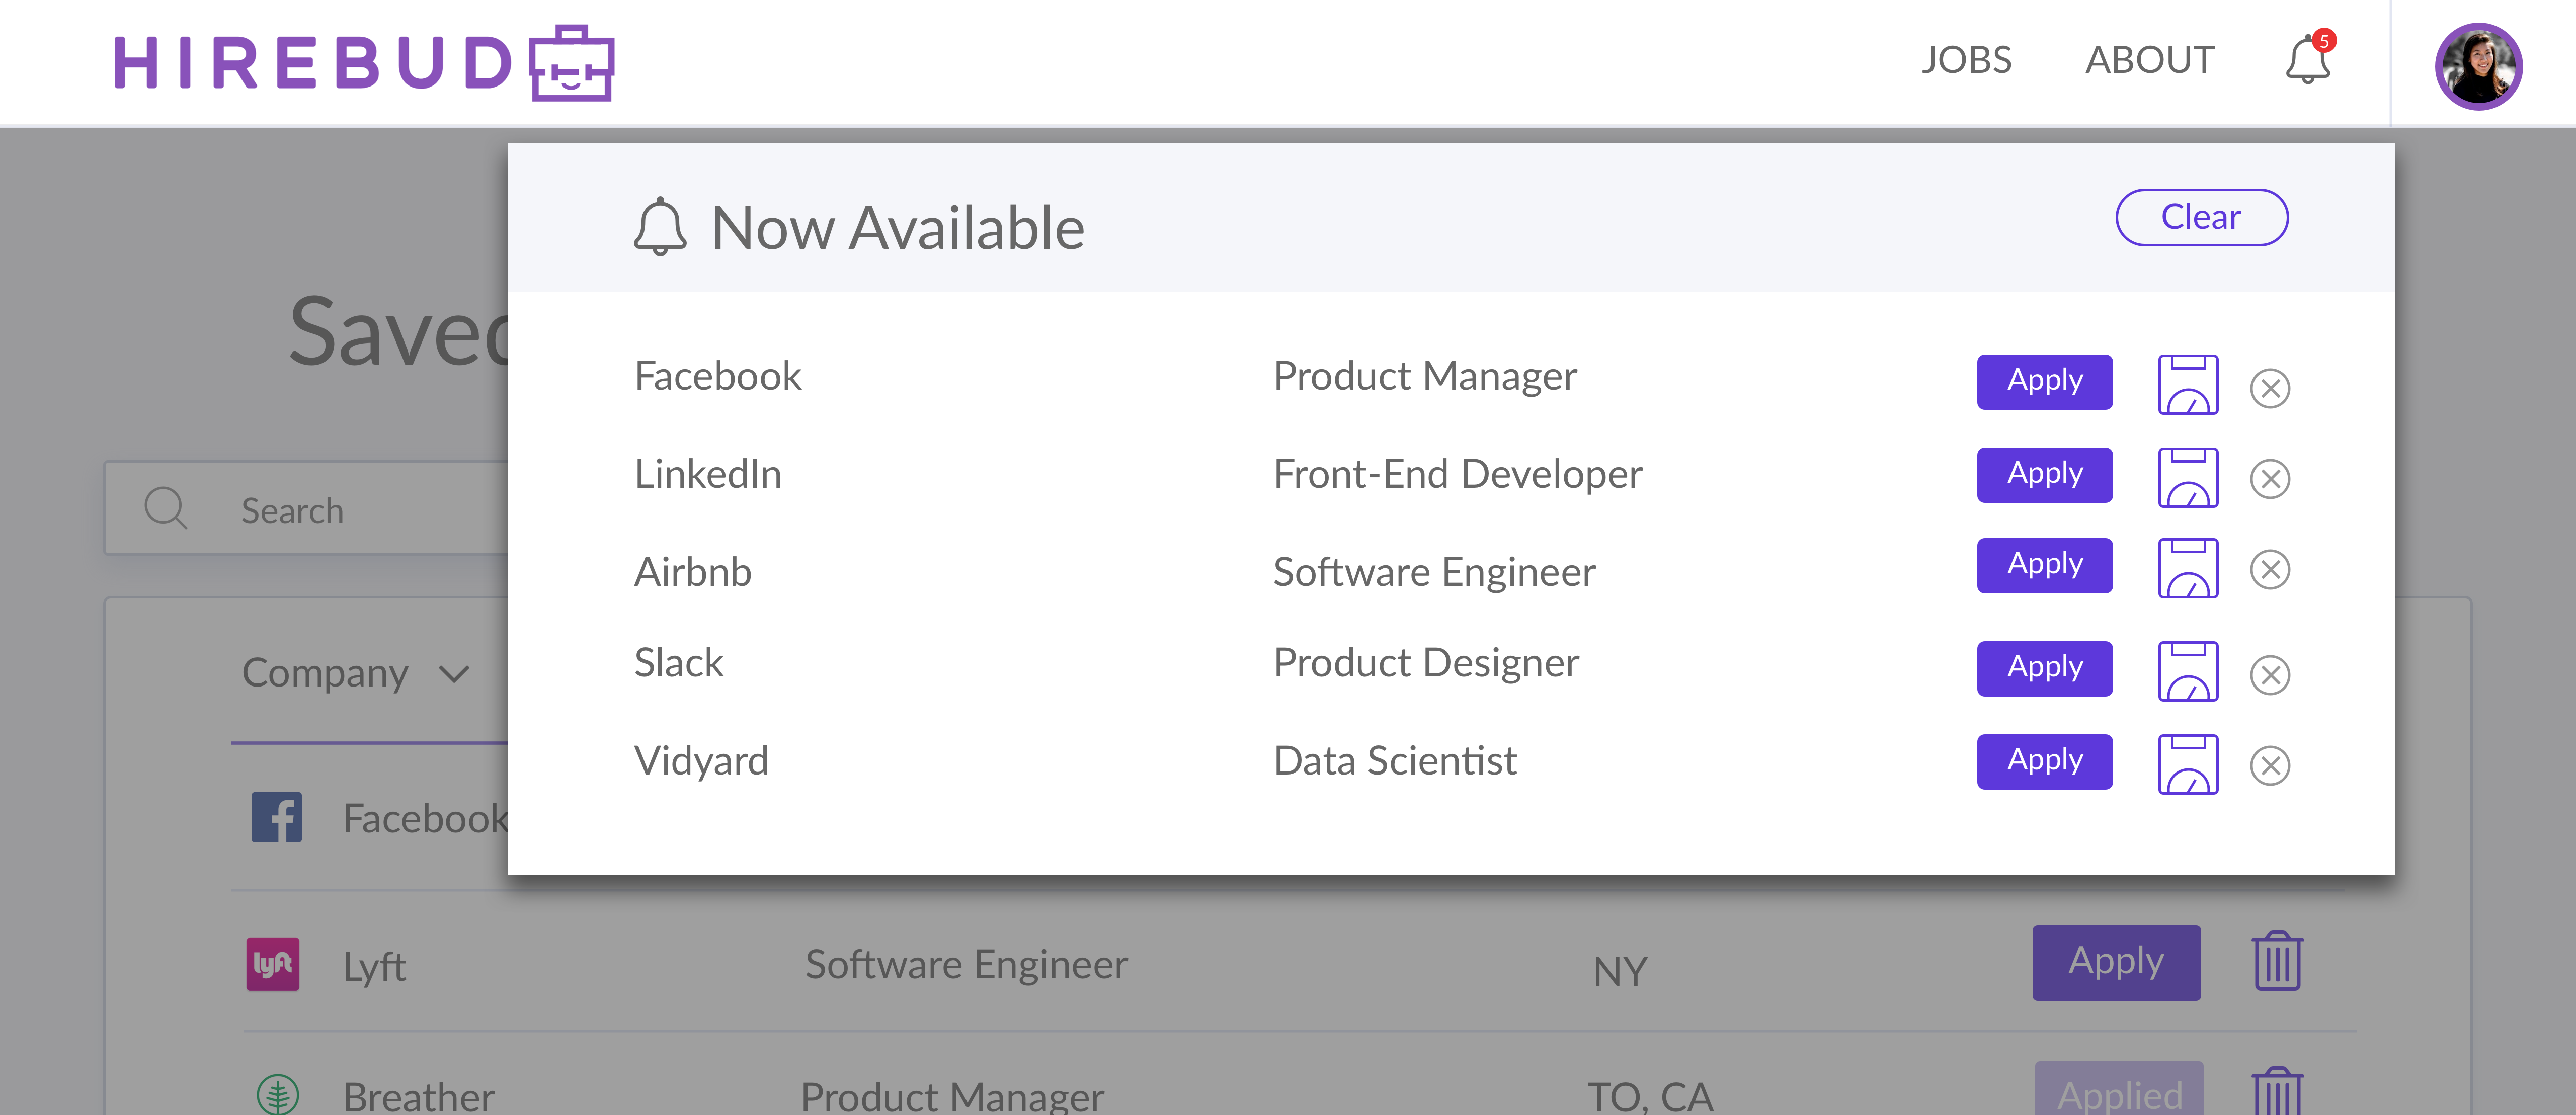 HIREBUD
JOBS ABOUT 5
Now Available Clear
Saved
Facebook Product Manager Apply
Search
LinkedIn Front-End Developer Apply
Airbnb Software Engineer Apply
Company
Slack Product Designer Apply
Vidyard Data Scientist Apply
Facebook
lyft Lyft Software Engineer NY Apply
Breather Product Manager TO, CA Applied